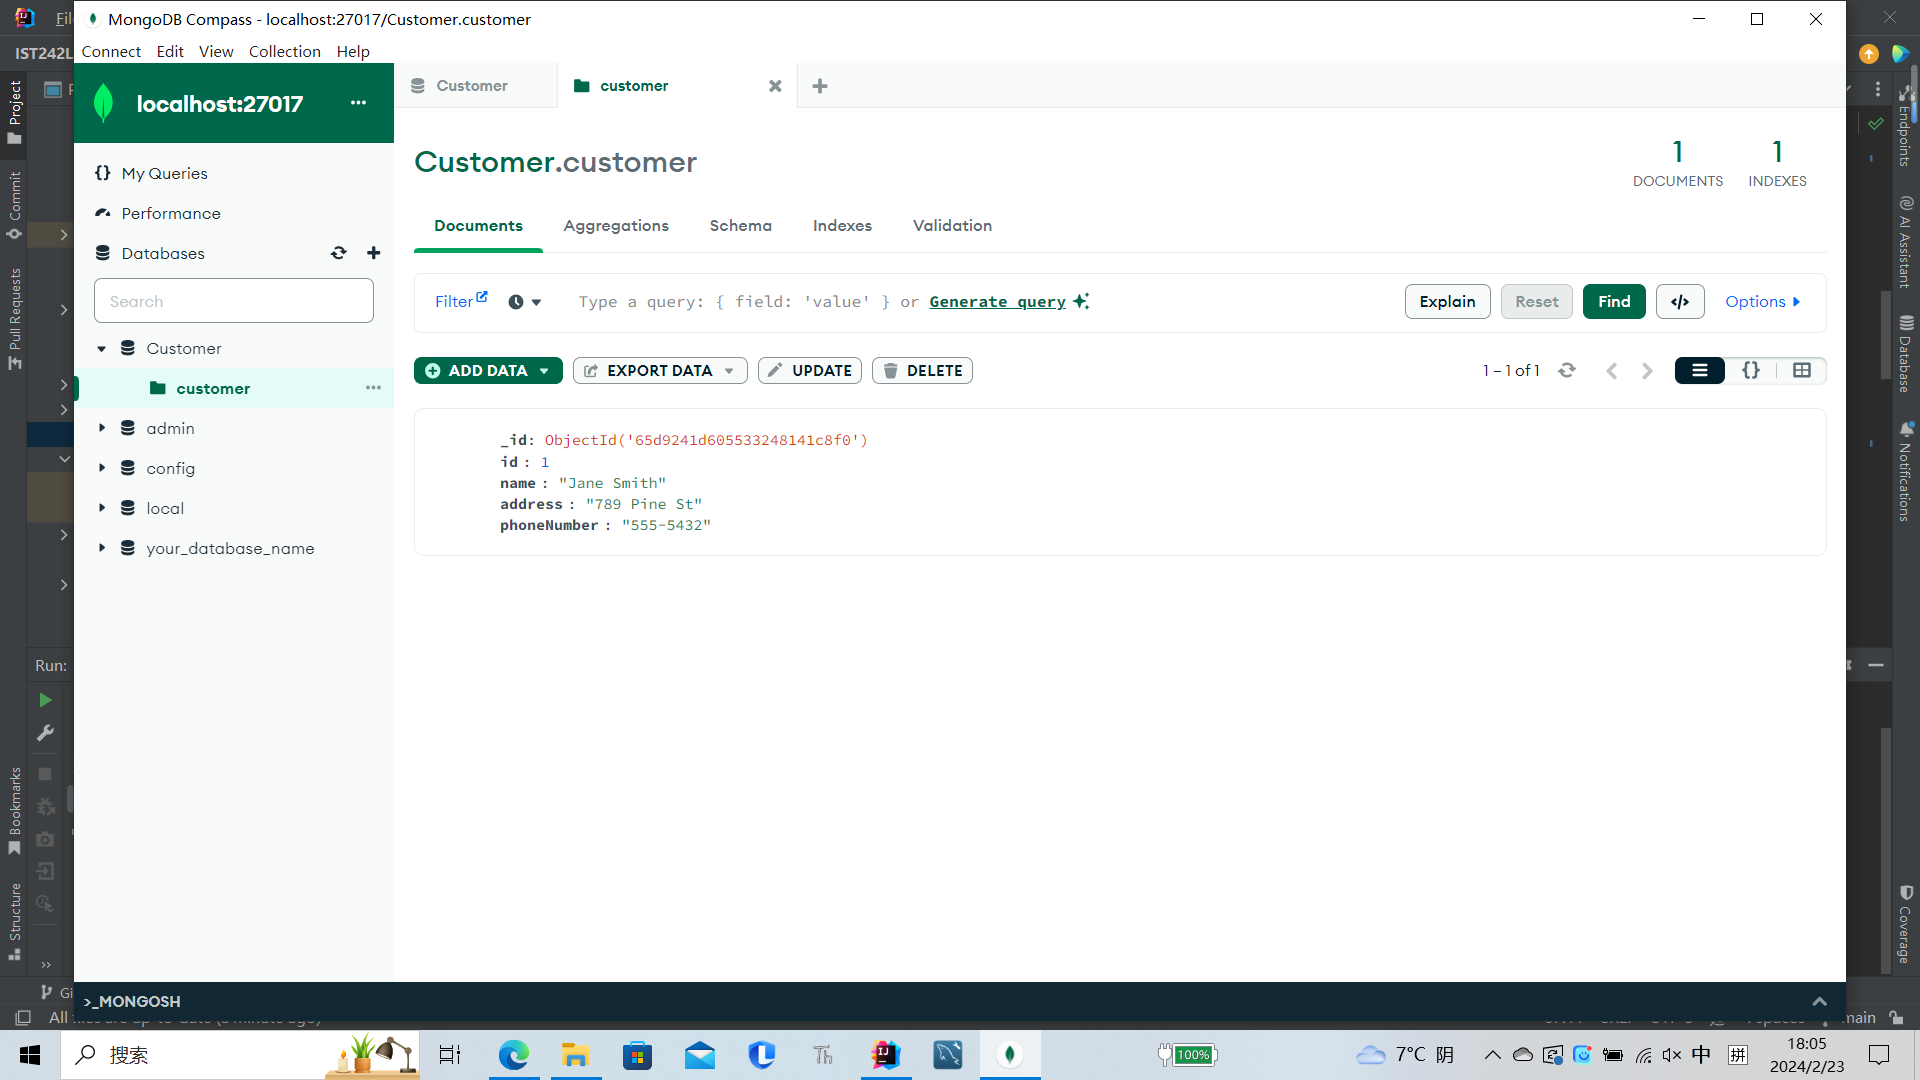 MongoDB Compass - localhost:27017/Customer.customer
Connect Edit View Collection Help
IST242L
localhost:27017
Customer
customer
My Queries
Performance
Databases
Search
Customer
customer
admin
config
local
your_database_name
Customer.customer
1
DOCUMENTS
1
INDEXES
Documents Aggregations Schema Indexes Validation
Filter
Type a query: { field: 'value' } or Generate query
Explain Reset Find </> Options
ADD DATA EXPORT DATA UPDATE DELETE
1 – 1 of 1
{}
_id: ObjectId('65d9241d605533248141c8f0')
id : 1
name : "Jane Smith"
address : "789 Pine St"
phoneNumber : "555-5432"
>_MONGOSH
Project
Commit
Pull Requests
Bookmarks
Structure
Run:
Endpoints
AI Assistant
Database
Notifications
Coverage
main
搜索
100%
7°C 阴
中
拼
18:05
2024/2/23